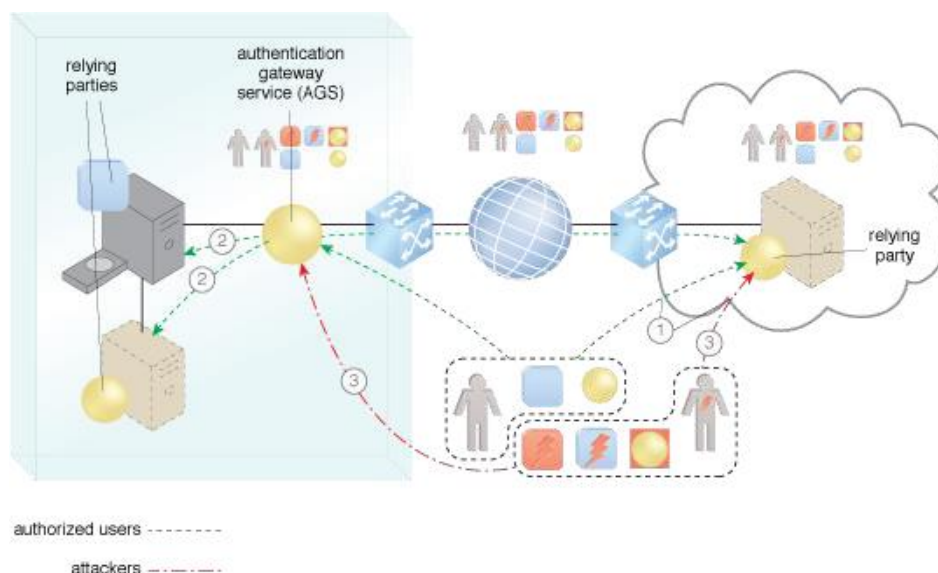 relying
parties
authentication
gateway
service (AGS)
relying
party
2
2
1
3
3
authorized users
attackers